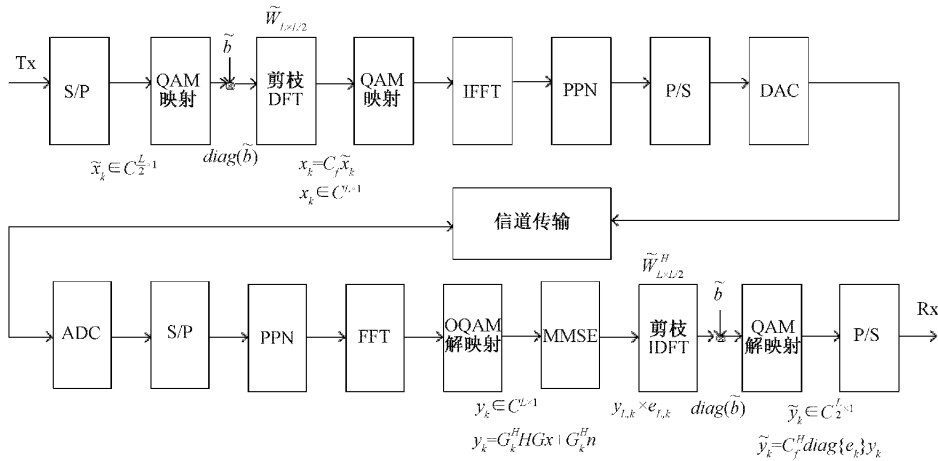 W̃_{L×L/2}
b̃
Tx
S/P
QAM
映射
剪枝
DFT
QAM
映射
IFFT
PPN
P/S
DAC
x̃_k∈C^{L/2×1}
diag(b̃)
x_k=C_f x̃_k
x_k∈C^{L×1}
信道传输
W̃^H_{L×L/2}
b̃
Rx
ADC
S/P
PPN
FFT
OQAM
解映射
MMSE
剪枝
IDFT
QAM
解映射
P/S
y_k∈C^{L×1}
y_{L,k}×e_{L,k}
diag(b̃)
ỹ_k∈C^{L/2×1}
y_k=G_k^H HGx+G_k^H n
ỹ_k=C_f^H diag{e_k}y_k